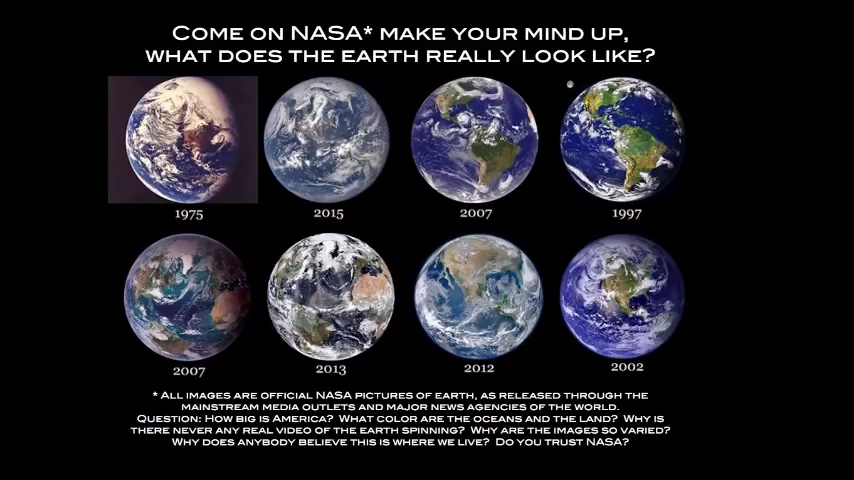 COME ON NASA* MAKE YOUR MIND UP,
WHAT DOES THE EARTH REALLY LOOK LIKE?
1975 2015 2007 1997
2007 2013 2012 2002
* ALL IMAGES ARE OFFICIAL NASA PICTURES OF EARTH, AS RELEASED THROUGH THE
MAINSTREAM MEDIA OUTLETS AND MAJOR NEWS AGENCIES OF THE WORLD.
QUESTION: HOW BIG IS AMERICA? WHAT COLOR ARE THE OCEANS AND THE LAND? WHY IS
THERE NEVER ANY REAL VIDEO OF THE EARTH SPINNING? WHY ARE THE IMAGES SO VARIED?
WHY DOES ANYBODY BELIEVE THIS IS WHERE WE LIVE? DO YOU TRUST NASA?